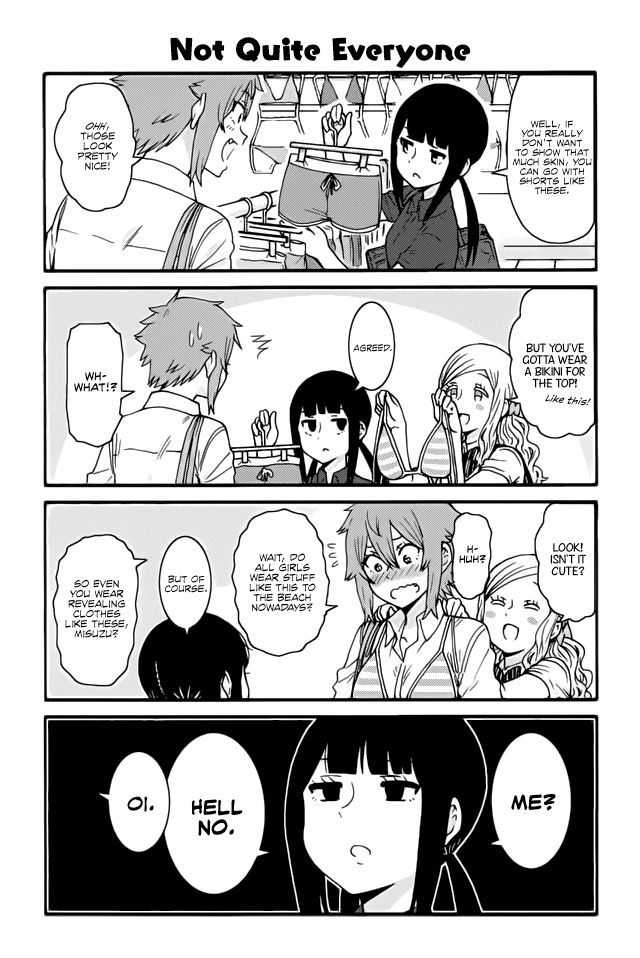 Not Quite Everyone
WELL, IF
YOU REALLY
DON'T WANT
TO SHOW THAT
MUCH SKIN, YOU
CAN GO WITH
SHORTS LIKE
THESE.
OHH,
THOSE
LOOK
PRETTY
NICE!
BUT YOU'VE
GOTTA WEAR
A BIKINI FOR
THE TOP!
Like this!
AGREED.
WH-
WHAT!?
LOOK!
ISN'T IT
CUTE?
H-
HUH?
WAIT, DO
ALL GIRLS
WEAR STUFF
LIKE THIS TO
THE BEACH
NOWADAYS?
BUT OF
COURSE.
SO EVEN
YOU WEAR
REVEALING
CLOTHES
LIKE THESE,
MISUZU?
ME?
HELL
NO.
OI.